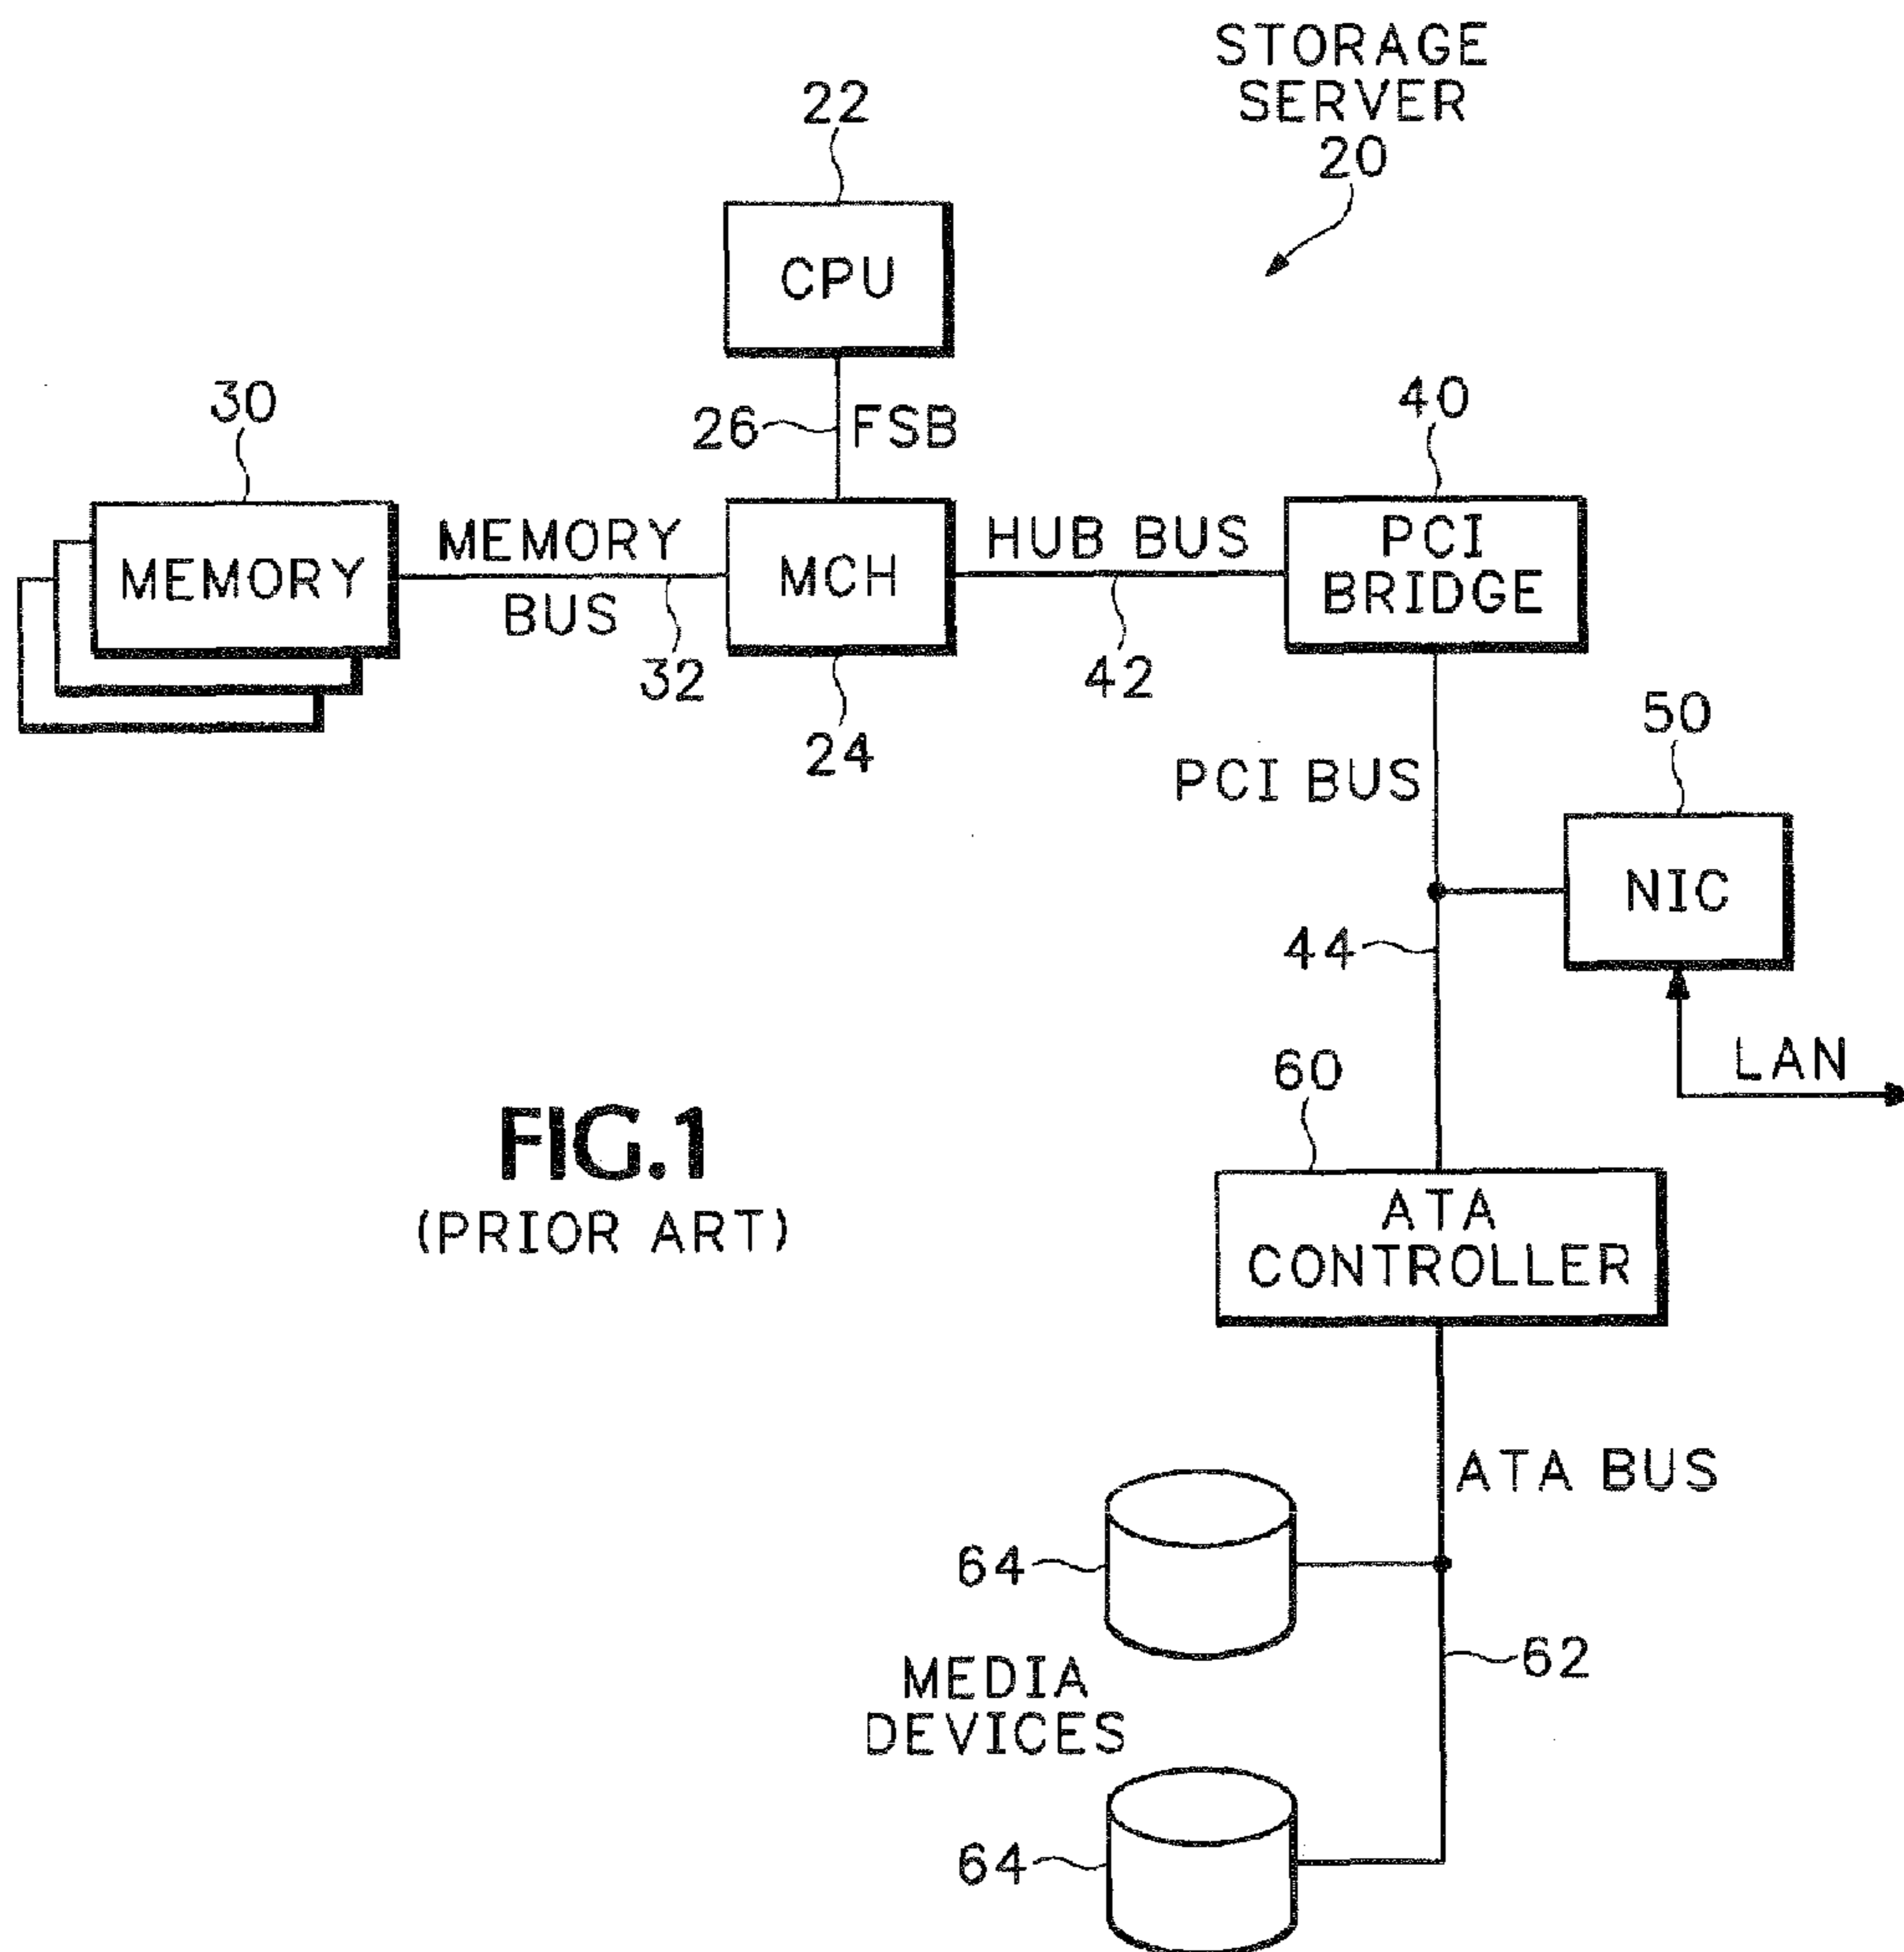 STORAGE
SERVER
20
22
CPU
26 FSB
30
40
MEMORY
MEMORY
BUS
32
MCH
24
HUB BUS
42
PCI
BRIDGE
PCI BUS
50
NIC
44
LAN
60
ATA
CONTROLLER
FIG.1
(PRIOR ART)
ATA BUS
64
62
MEDIA
DEVICES
64